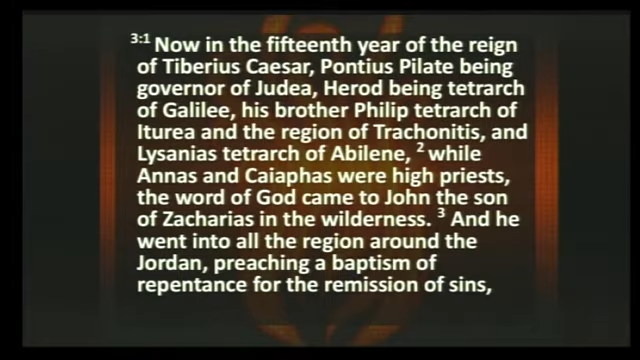 3:1 Now in the fifteenth year of the reign
of Tiberius Caesar, Pontius Pilate being
governor of Judea, Herod being tetrarch
of Galilee, his brother Philip tetrarch of
Iturea and the region of Trachonitis, and
Lysanias tetrarch of Abilene, 2 while
Annas and Caiaphas were high priests,
the word of God came to John the son
of Zacharias in the wilderness. 3 And he
went into all the region around the
Jordan, preaching a baptism of
repentance for the remission of sins,